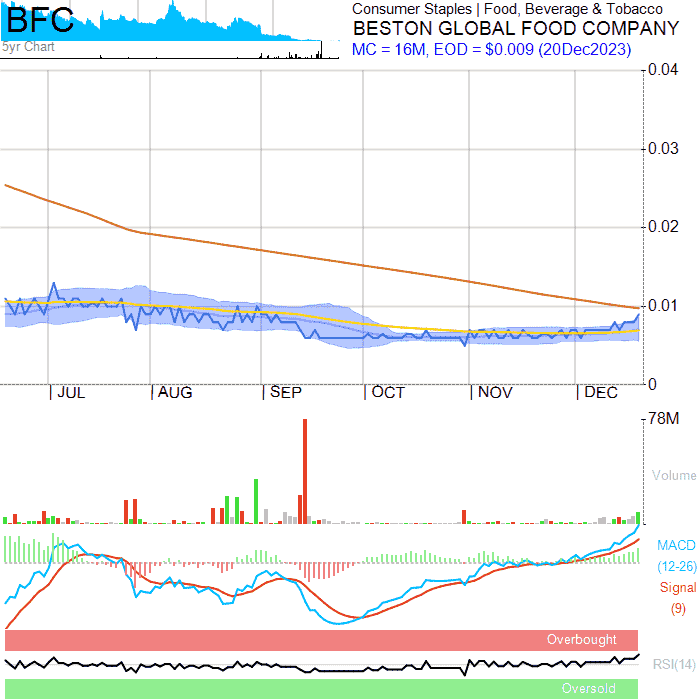 BFC
5yr Chart
Consumer Staples | Food, Beverage & Tobacco
BESTON GLOBAL FOOD COMPANY
MC = 16M, EOD = $0.009 (20Dec2023)
0.04
0.03
0.02
0.01
0
| JUL | AUG | SEP | OCT | NOV | DEC
78M
Volume
MACD
(12-26)
Signal
(9)
Overbought
RSI(14)
Oversold